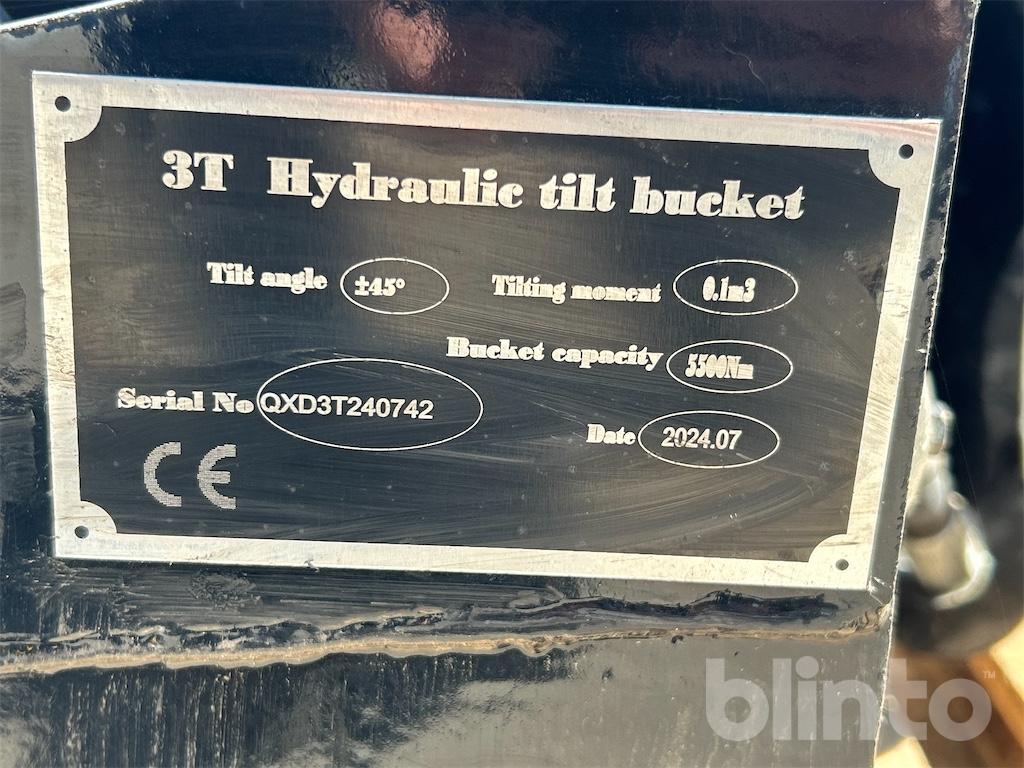 3T Hydraulic tilt bucket
Tilt angle ±45° Tilting moment 0.1m3
Bucket capacity 5500Nm
Serial No QXD3T240742
Date 2024.07
CE
blinto™